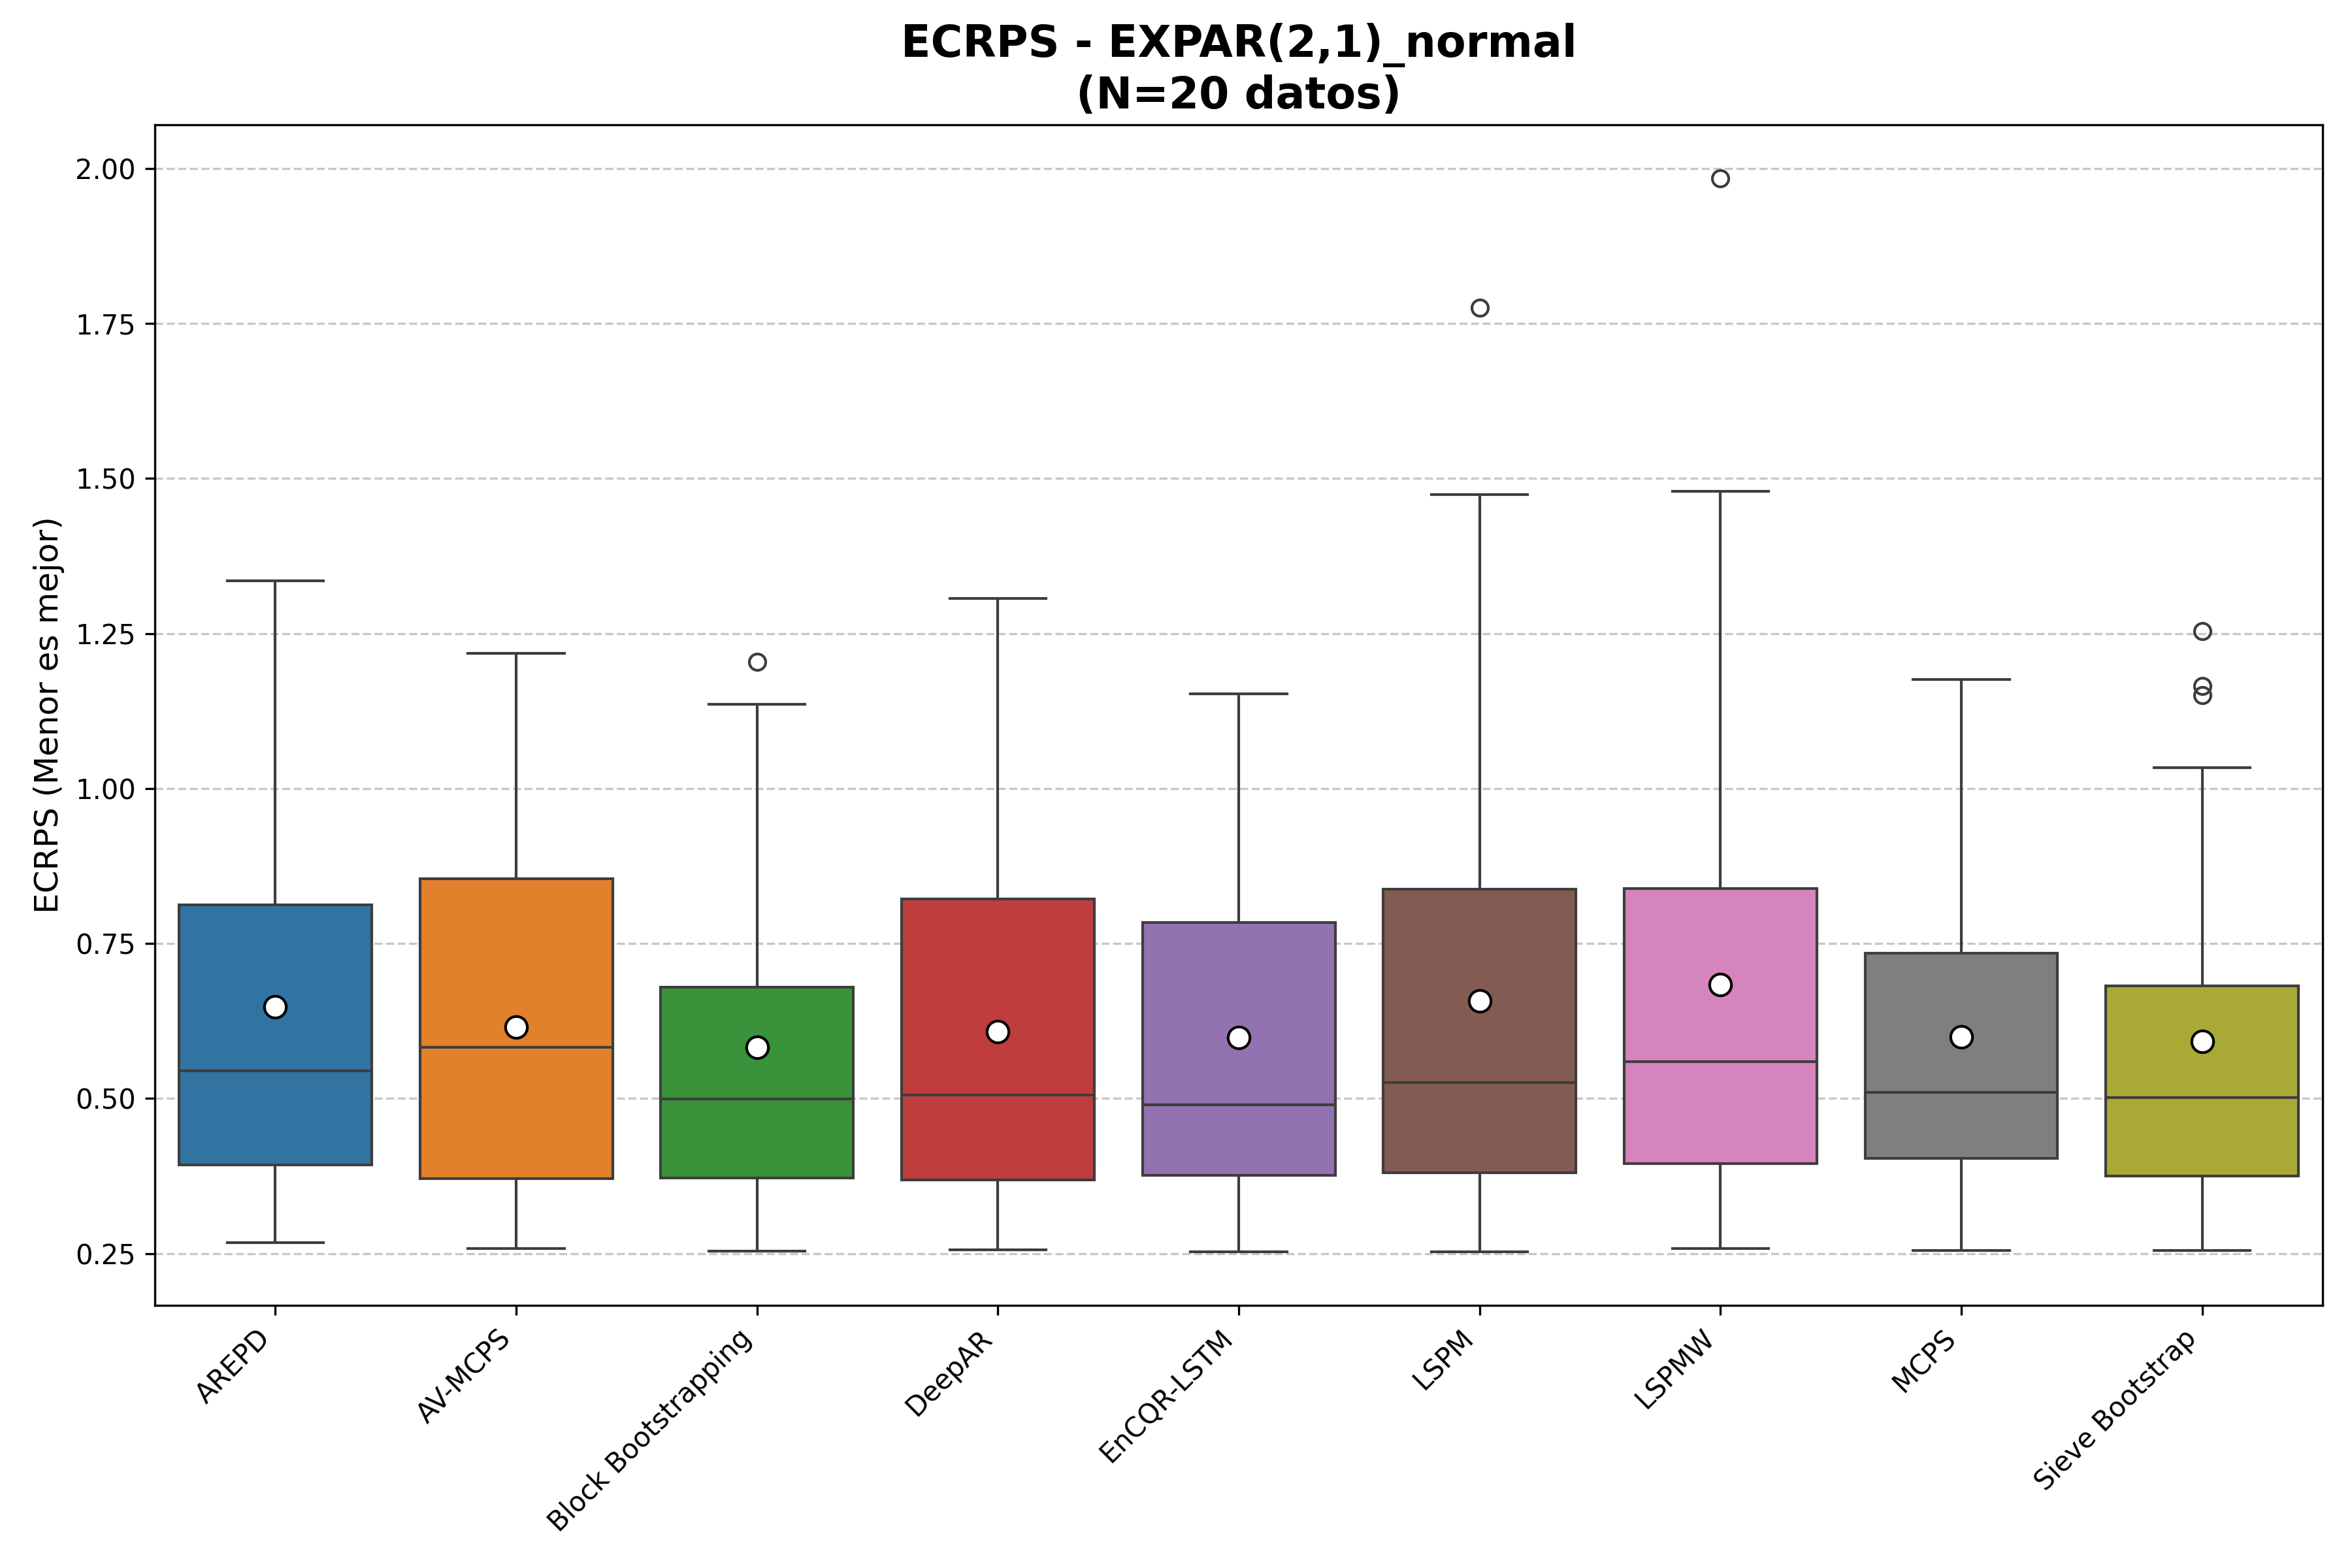 ECRPS - EXPAR(2,1)_normal
(N=20 datos)
ECRPS (Menor es mejor)
2.00
1.75
1.50
1.25
1.00
0.75
0.50
0.25
AREPD
AV-MCPS
Block Bootstrapping
DeepAR
EnCQR-LSTM
LSPM
LSPMW
MCPS
Sieve Bootstrap